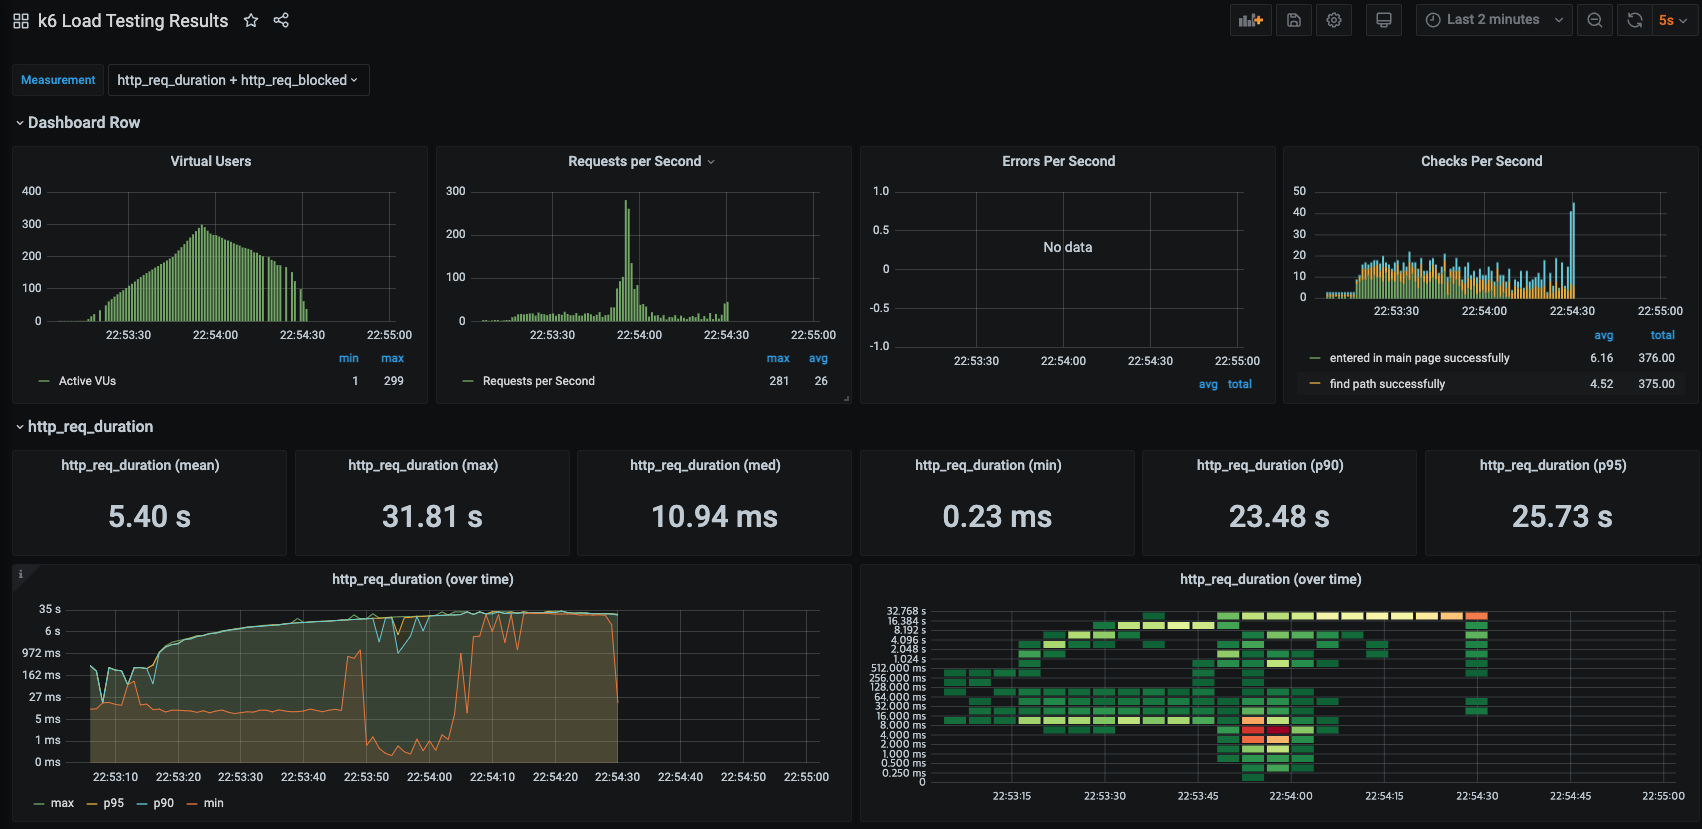 k6 Load Testing Results
Last 2 minutes
5s
Measurement
http_req_duration + http_req_blocked
Dashboard Row
Virtual Users
400
300
200
100
0
22:53:30 22:54:00 22:54:30 22:55:00
min max
Active VUs 1 299
Requests per Second
300
200
100
0
22:53:30 22:54:00 22:54:30 22:55:00
max avg
Requests per Second 281 26
Errors Per Second
1.0
0.5
0
-0.5
-1.0
No data
22:53:30 22:54:00 22:54:30 22:55:00
avg total
Checks Per Second
50
40
30
20
10
0
22:53:30 22:54:00 22:54:30 22:55:00
avg total
entered in main page successfully 6.16 376.00
find path successfully 4.52 375.00
http_req_duration
http_req_duration (mean)
5.40 s
http_req_duration (max)
31.81 s
http_req_duration (med)
10.94 ms
http_req_duration (min)
0.23 ms
http_req_duration (p90)
23.48 s
http_req_duration (p95)
25.73 s
i
http_req_duration (over time)
35 s
6 s
972 ms
162 ms
27 ms
5 ms
1 ms
0 ms
22:53:10 22:53:20 22:53:30 22:53:40 22:53:50 22:54:00 22:54:10 22:54:20 22:54:30 22:54:40 22:54:50 22:55:00
max p95 p90 min
http_req_duration (over time)
32.768 s
16.384 s
8.192 s
4.096 s
2.048 s
1.024 s
512.000 ms
256.000 ms
128.000 ms
64.000 ms
32.000 ms
16.000 ms
8.000 ms
4.000 ms
2.000 ms
1.000 ms
0.500 ms
0.250 ms
0
22:53:15 22:53:30 22:53:45 22:54:00 22:54:15 22:54:30 22:54:45 22:55:00